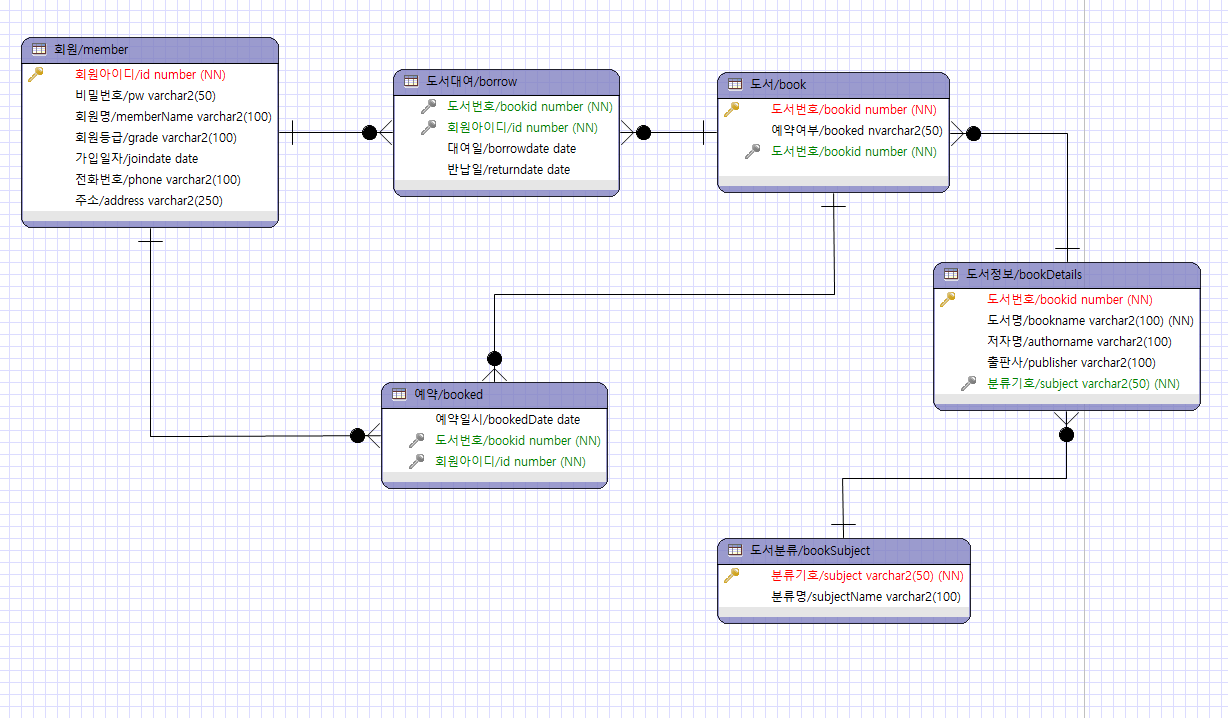 회원/member
회원아이디/id number (NN)
비밀번호/pw varchar2(50)
회원명/memberName varchar2(100)
회원등급/grade varchar2(100)
가입일자/joindate date
전화번호/phone varchar2(100)
주소/address varchar2(250)
도서대여/borrow
도서번호/bookid number (NN)
회원아이디/id number (NN)
대여일/borrowdate date
반납일/returndate date
도서/book
도서번호/bookid number (NN)
예약여부/booked nvarchar2(50)
도서번호/bookid number (NN)
도서정보/bookDetails
도서번호/bookid number (NN)
도서명/bookname varchar2(100) (NN)
저자명/authorname varchar2(100)
출판사/publisher varchar2(100)
분류기호/subject varchar2(50) (NN)
예약/booked
예약일시/bookedDate date
도서번호/bookid number (NN)
회원아이디/id number (NN)
도서분류/bookSubject
분류기호/subject varchar2(50) (NN)
분류명/subjectName varchar2(100)